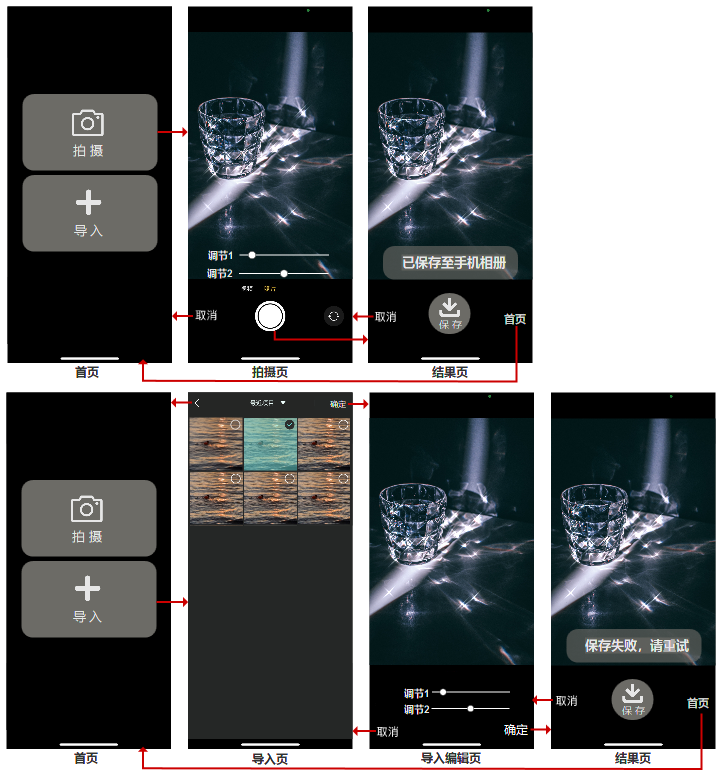 拍 摄
导 入
首页
调节1
调节2
取消
拍摄页
已保存至手机相册
取消
保 存
首页
结果页
拍 摄
导 入
首页
确定
导入页
调节1
调节2
取消
确定
导入编辑页
保存失败，请重试
取消
保 存
首页
结果页